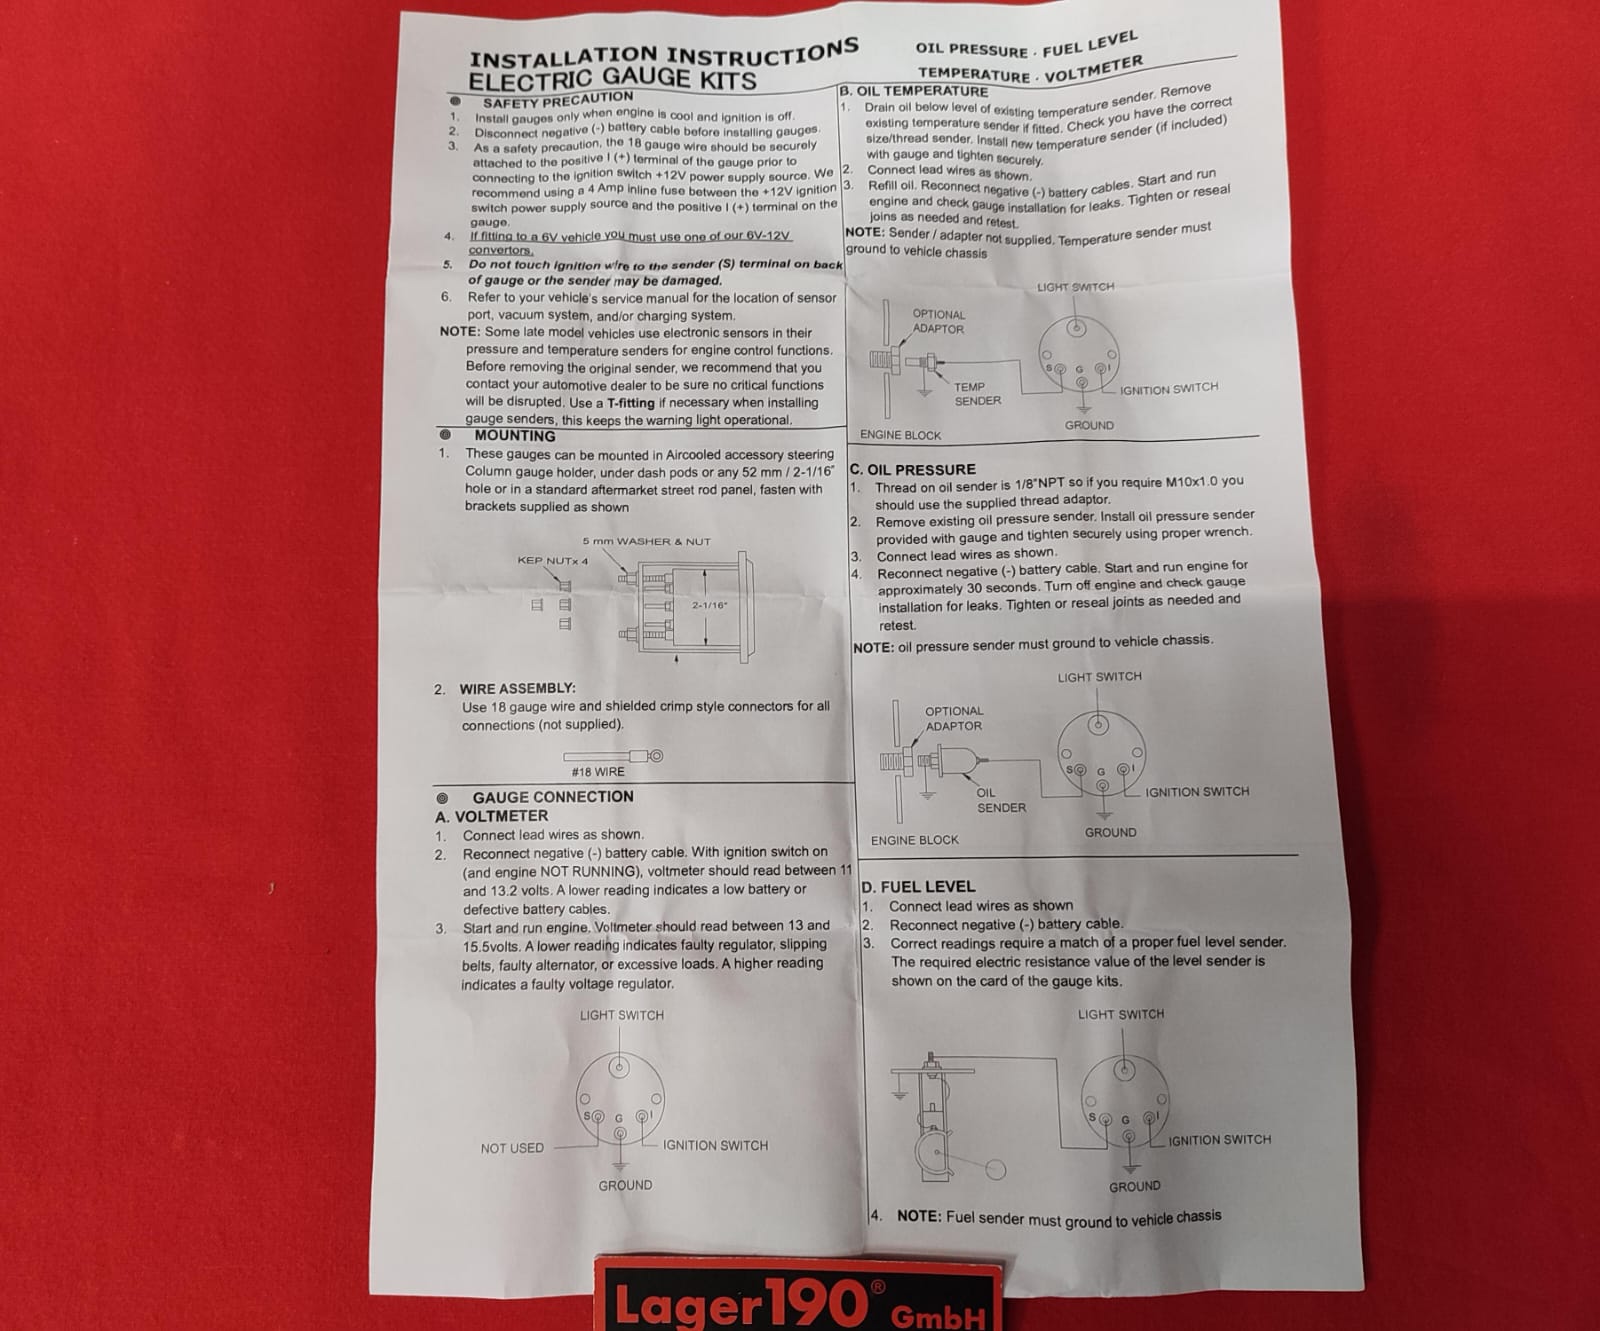 INSTALLATION INSTRUCTIONS
ELECTRIC GAUGE KITS
OIL PRESSURE · FUEL LEVEL
TEMPERATURE · VOLTMETER
SAFETY PRECAUTION
1. Install gauges only when engine is cool and ignition is off.
2. Disconnect negative (-) battery cable before installing gauges.
3. As a safety precaution, the 18 gauge wire should be securely
attached to the positive I (+) terminal of the gauge prior to
connecting to the ignition switch +12V power supply source. We
recommend using a 4 Amp inline fuse between the +12V ignition
switch power supply source and the positive I (+) terminal on the
gauge.
4. If fitting to a 6V vehicle you must use one of our 6V-12V
convertors.
5. Do not touch ignition wire to the sender (S) terminal on back
of gauge or the sender may be damaged.
6. Refer to your vehicle's service manual for the location of sensor
port, vacuum system, and/or charging system.
NOTE: Some late model vehicles use electronic sensors in their
pressure and temperature senders for engine control functions.
Before removing the original sender, we recommend that you
contact your automotive dealer to be sure no critical functions
will be disrupted. Use a T-fitting if necessary when installing
gauge senders, this keeps the warning light operational.
MOUNTING
1. These gauges can be mounted in Aircooled accessory steering
Column gauge holder, under dash pods or any 52 mm / 2-1/16"
hole or in a standard aftermarket street rod panel, fasten with
brackets supplied as shown
5 mm WASHER & NUT
KEP NUTx 4
2-1/16"
2. WIRE ASSEMBLY:
Use 18 gauge wire and shielded crimp style connectors for all
connections (not supplied).
#18 WIRE
GAUGE CONNECTION
A. VOLTMETER
1. Connect lead wires as shown.
2. Reconnect negative (-) battery cable. With ignition switch on
(and engine NOT RUNNING), voltmeter should read between 11
and 13.2 volts. A lower reading indicates a low battery or
defective battery cables.
3. Start and run engine. Voltmeter should read between 13 and
15.5volts. A lower reading indicates faulty regulator, slipping
belts, faulty alternator, or excessive loads. A higher reading
indicates a faulty voltage regulator.
LIGHT SWITCH
S G I
NOT USED
IGNITION SWITCH
GROUND
B. OIL TEMPERATURE
1. Drain oil below level of existing temperature sender. Remove
existing temperature sender if fitted. Check you have the correct
size/thread sender. Install new temperature sender (if included)
with gauge and tighten securely.
2. Connect lead wires as shown.
3. Refill oil. Reconnect negative (-) battery cables. Start and run
engine and check gauge installation for leaks. Tighten or reseal
joins as needed and retest.
NOTE: Sender / adapter not supplied. Temperature sender must
ground to vehicle chassis
LIGHT SWITCH
OPTIONAL
ADAPTOR
S G I
TEMP
SENDER
IGNITION SWITCH
GROUND
ENGINE BLOCK
C. OIL PRESSURE
1. Thread on oil sender is 1/8"NPT so if you require M10x1.0 you
should use the supplied thread adaptor.
2. Remove existing oil pressure sender. Install oil pressure sender
provided with gauge and tighten securely using proper wrench.
3. Connect lead wires as shown.
4. Reconnect negative (-) battery cable. Start and run engine for
approximately 30 seconds. Turn off engine and check gauge
installation for leaks. Tighten or reseal joints as needed and
retest.
NOTE: oil pressure sender must ground to vehicle chassis.
LIGHT SWITCH
OPTIONAL
ADAPTOR
S G I
OIL
SENDER
IGNITION SWITCH
GROUND
ENGINE BLOCK
D. FUEL LEVEL
1. Connect lead wires as shown
2. Reconnect negative (-) battery cable.
3. Correct readings require a match of a proper fuel level sender.
The required electric resistance value of the level sender is
shown on the card of the gauge kits.
LIGHT SWITCH
S G I
IGNITION SWITCH
GROUND
4. NOTE: Fuel sender must ground to vehicle chassis
Lager190® GmbH